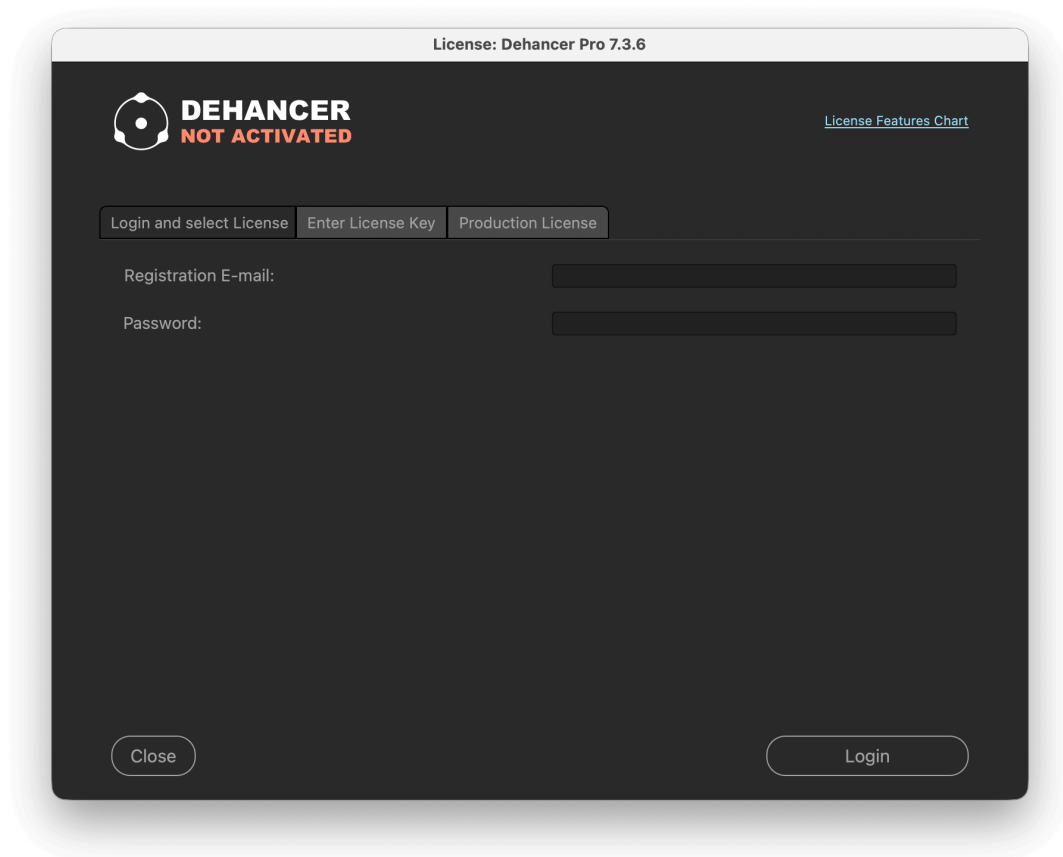 License: Dehancer Pro 7.3.6
DEHANCER
NOT ACTIVATED
License Features Chart
Login and select License
Enter License Key
Production License
Registration E-mail:
Password:
Close
Login